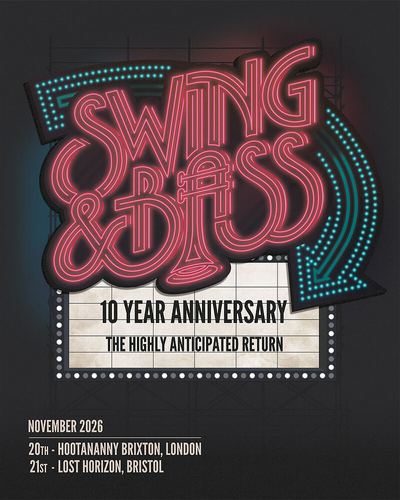 SWING
& BASS
10 YEAR ANNIVERSARY
THE HIGHLY ANTICIPATED RETURN
NOVEMBER 2026
20TH - HOOTANANNY BRIXTON, LONDON
21ST - LOST HORIZON, BRISTOL